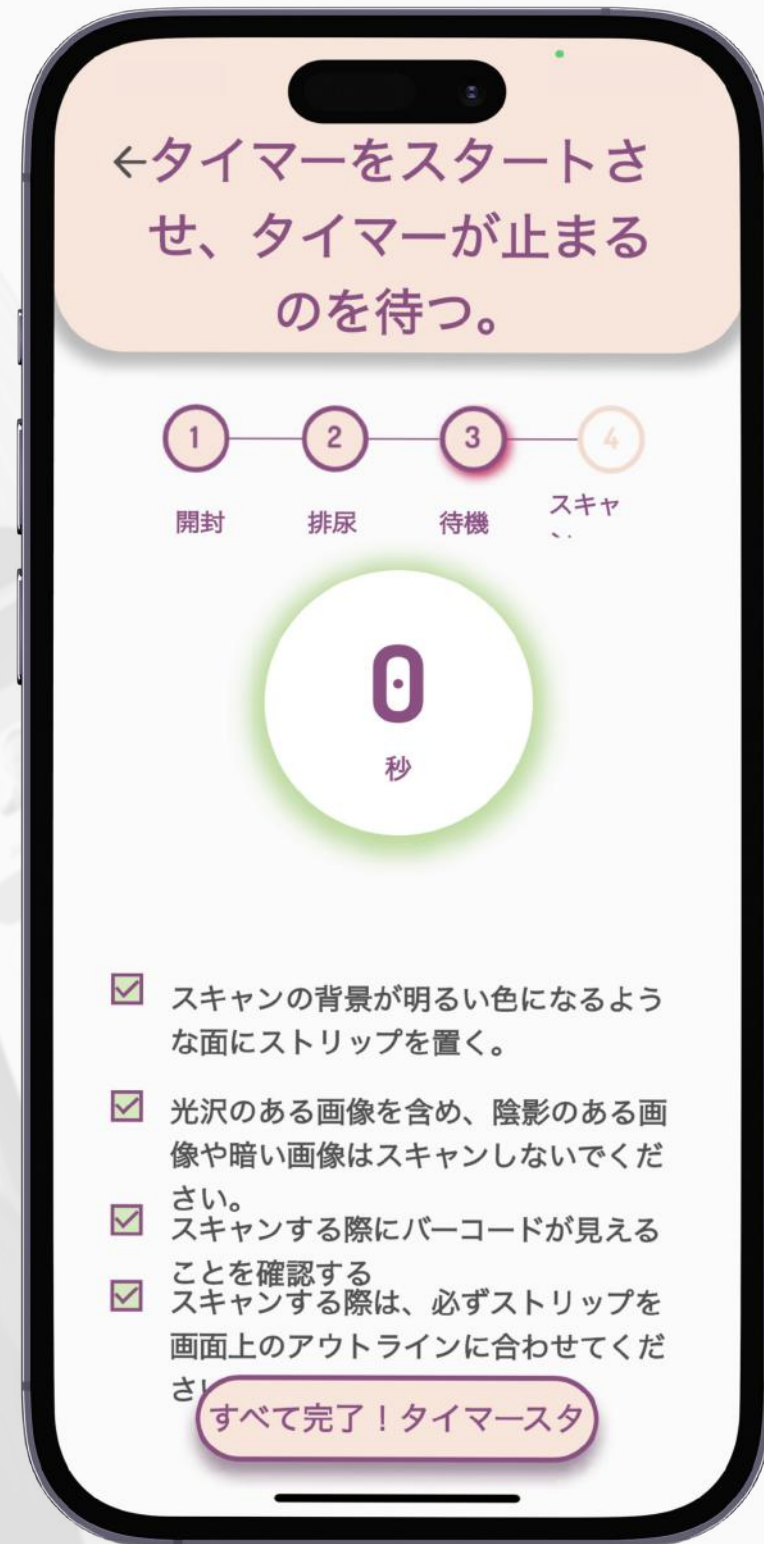 ←タイマーをスタートさ
せ、タイマーが止まる
のを待つ。
1
2
3
4
開封
排尿
待機
スキャ
0
秒
スキャンの背景が明るい色になるよう
な面にストリップを置く。
光沢のある画像を含め、陰影のある画
像や暗い画像はスキャンしないでくだ
さい。
スキャンする際にバーコードが見える
ことを確認する
スキャンする際は、必ずストリップを
画面上のアウトラインに合わせてくだ
さ
すべて完了！タイマースタ